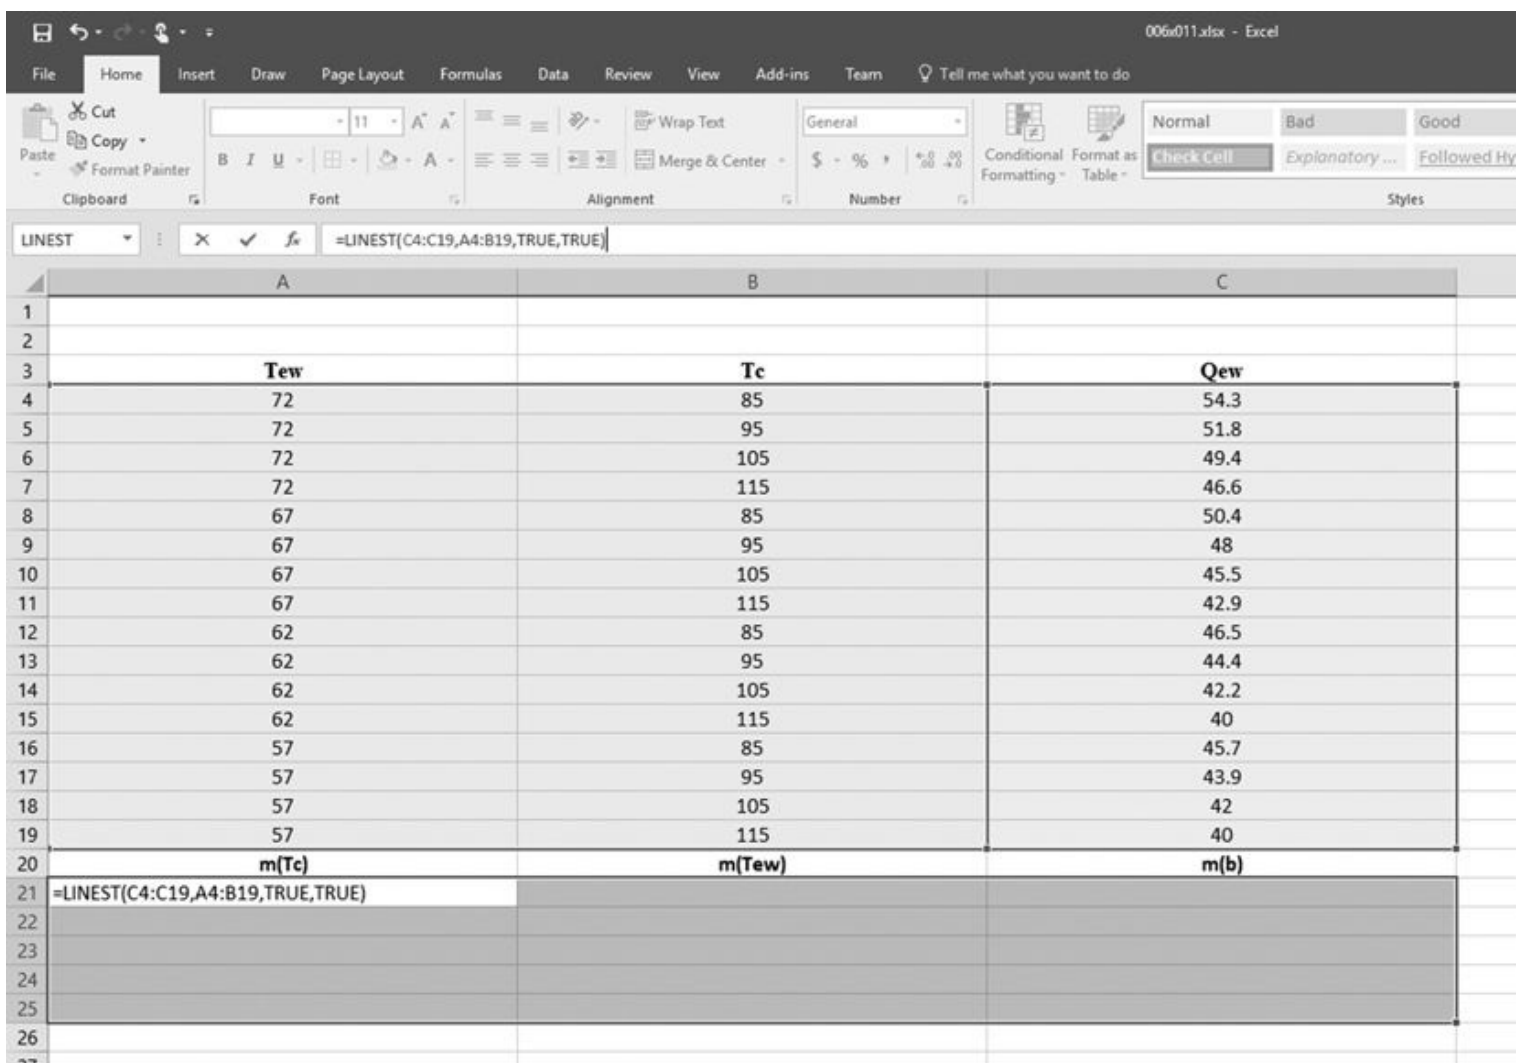 006x011.xlsx - Excel
File Home Insert Draw Page Layout Formulas Data Review View Add-ins Team Tell me what you want to do
Cut
Copy
Paste
Format Painter
11 A A
B I U A
Wrap Text
Merge & Center
General
$ % ,
Conditional Formatting
Format as Table
Normal Bad Good
Check Cell Explanatory ... Followed Hy
Clipboard Font Alignment Number Styles
LINEST fx =LINEST(C4:C19,A4:B19,TRUE,TRUE)
A B C
1
2
3 Tew Tc Qew
4 72 85 54.3
5 72 95 51.8
6 72 105 49.4
7 72 115 46.6
8 67 85 50.4
9 67 95 48
10 67 105 45.5
11 67 115 42.9
12 62 85 46.5
13 62 95 44.4
14 62 105 42.2
15 62 115 40
16 57 85 45.7
17 57 95 43.9
18 57 105 42
19 57 115 40
20 m(Tc) m(Tew) m(b)
21 =LINEST(C4:C19,A4:B19,TRUE,TRUE)
22
23
24
25
26